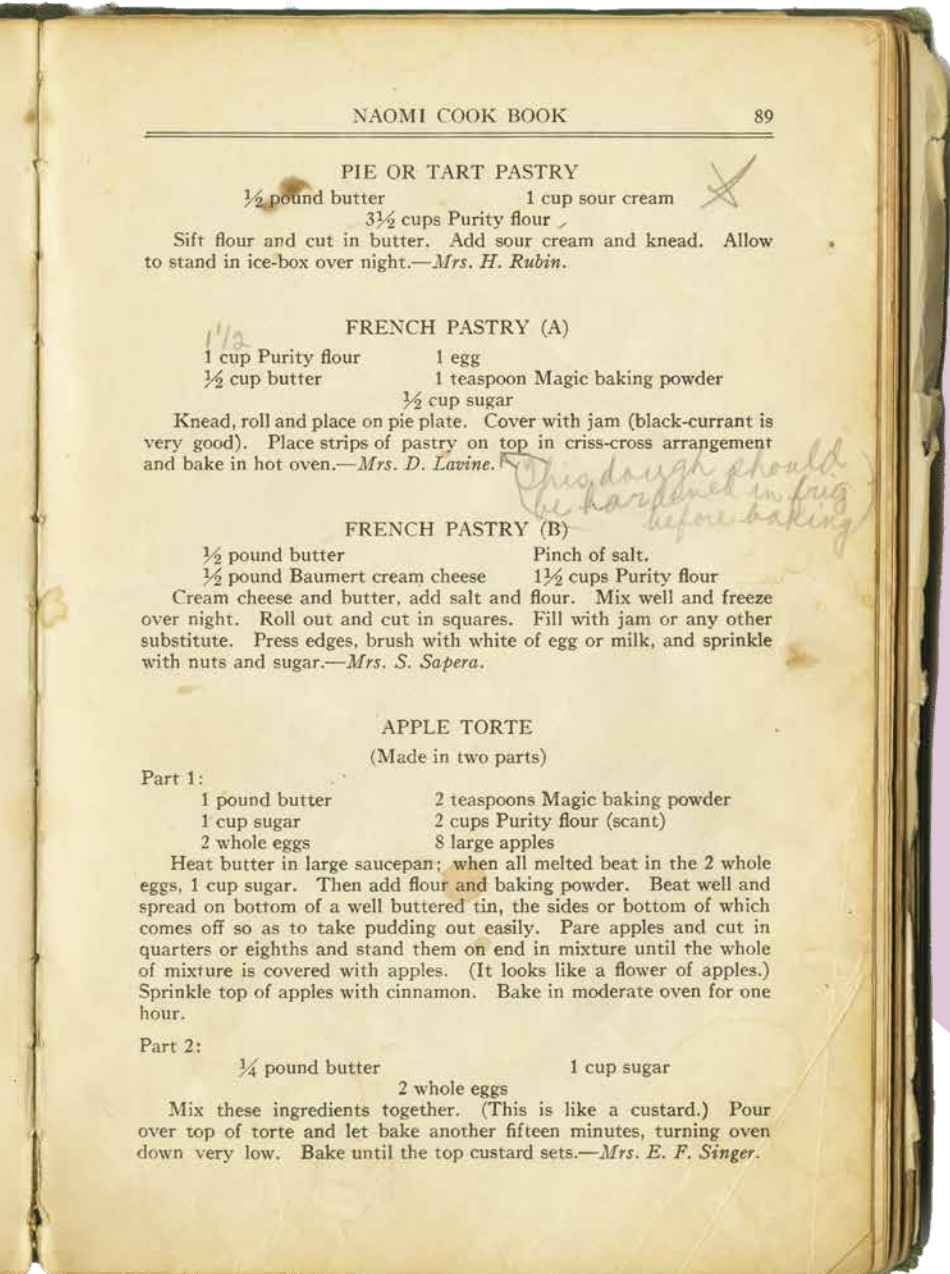 NAOMI COOK BOOK 89
PIE OR TART PASTRY
½ pound butter 1 cup sour cream
3½ cups Purity flour
Sift flour and cut in butter. Add sour cream and knead. Allow
to stand in ice-box over night.—Mrs. H. Rubin.
FRENCH PASTRY (A)
1 1/2
1 cup Purity flour 1 egg
½ cup butter 1 teaspoon Magic baking powder
½ cup sugar
Knead, roll and place on pie plate. Cover with jam (black-currant is
very good). Place strips of pastry on top in criss-cross arrangement
and bake in hot oven.—Mrs. D. Lavine.
(This dough should
be hardened in frig
before baking)
FRENCH PASTRY (B)
½ pound butter Pinch of salt.
½ pound Baumert cream cheese 1½ cups Purity flour
Cream cheese and butter, add salt and flour. Mix well and freeze
over night. Roll out and cut in squares. Fill with jam or any other
substitute. Press edges, brush with white of egg or milk, and sprinkle
with nuts and sugar.—Mrs. S. Sapera.
APPLE TORTE
(Made in two parts)
Part 1:
1 pound butter 2 teaspoons Magic baking powder
1 cup sugar 2 cups Purity flour (scant)
2 whole eggs 8 large apples
Heat butter in large saucepan; when all melted beat in the 2 whole
eggs, 1 cup sugar. Then add flour and baking powder. Beat well and
spread on bottom of a well buttered tin, the sides or bottom of which
comes off so as to take pudding out easily. Pare apples and cut in
quarters or eighths and stand them on end in mixture until the whole
of mixture is covered with apples. (It looks like a flower of apples.)
Sprinkle top of apples with cinnamon. Bake in moderate oven for one
hour.
Part 2:
¼ pound butter 1 cup sugar
2 whole eggs
Mix these ingredients together. (This is like a custard.) Pour
over top of torte and let bake another fifteen minutes, turning oven
down very low. Bake until the top custard sets.—Mrs. E. F. Singer.